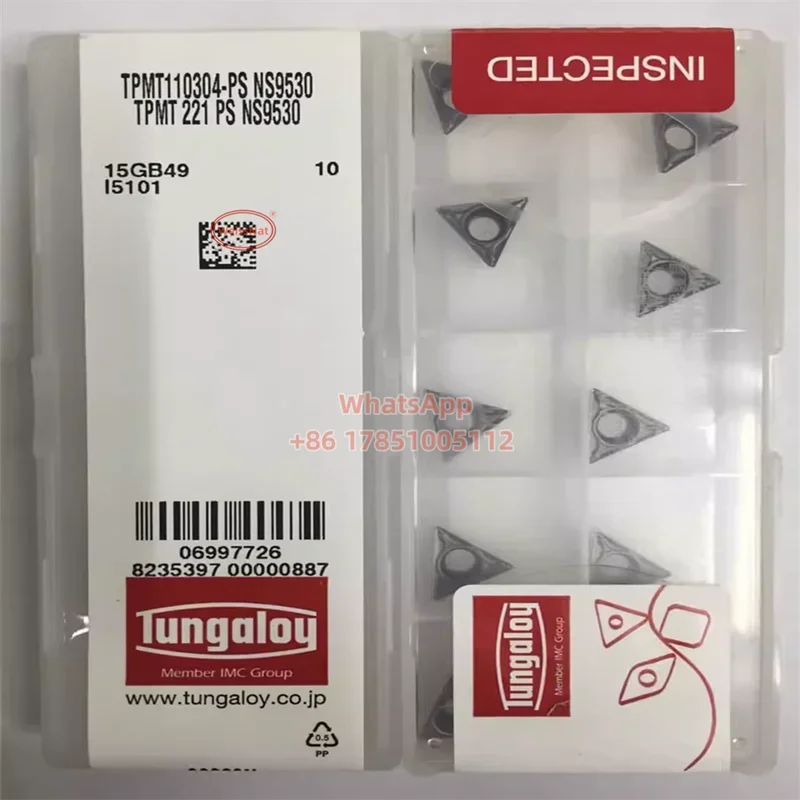 TPMT110304-PS NS9530
TPMT 221 PS NS9530
15GB49 10
I5101
WhatsApp
+86 17851005112
06997726
8235397 00000887
Tungaloy
Member IMC Group
www.tungaloy.co.jp
0.5
PP
INSPECTED
Tungaloy
Member IMC Group